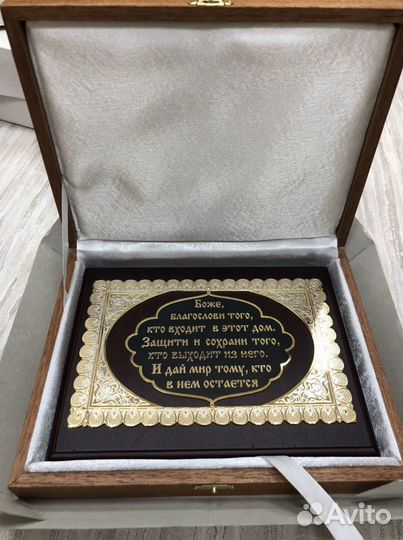 Боже,
благослови того,
кто входит в этот дом.
Защити и сохрани того,
кто выходит из него.
И дай мир тому, кто
в нем остается
Avito